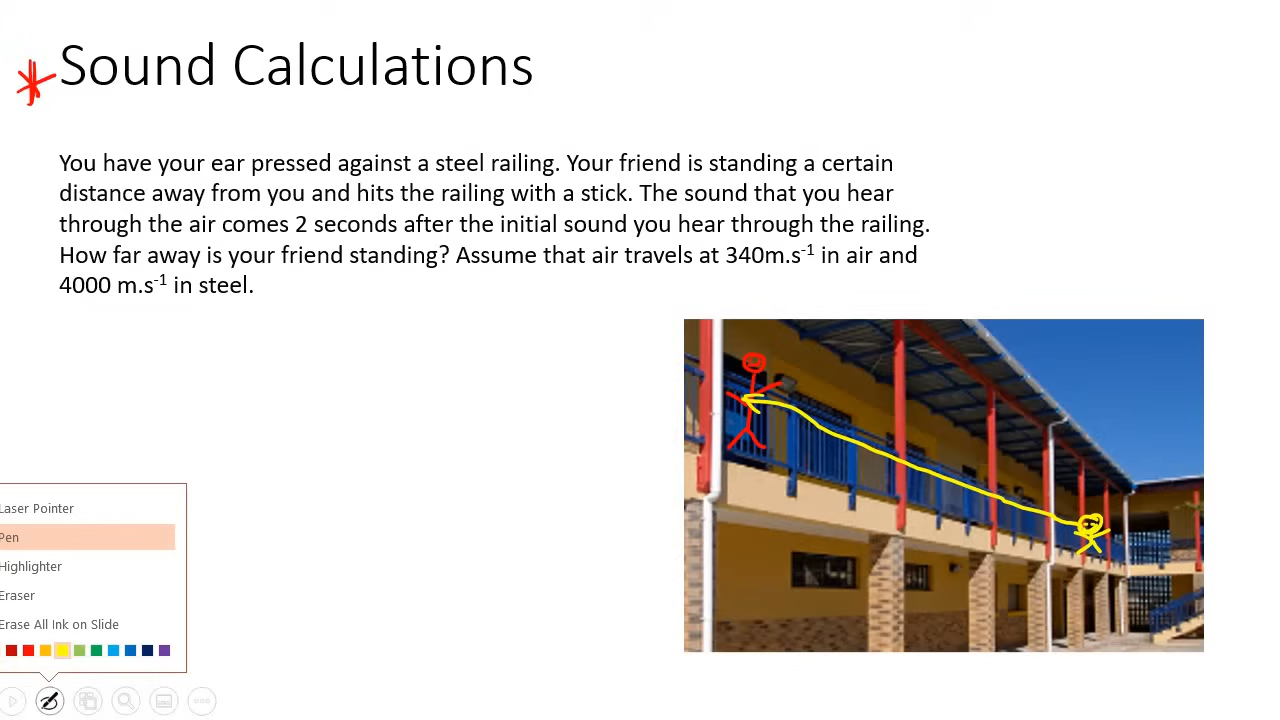 Sound Calculations
You have your ear pressed against a steel railing. Your friend is standing a certain
distance away from you and hits the railing with a stick. The sound that you hear
through the air comes 2 seconds after the initial sound you hear through the railing.
How far away is your friend standing? Assume that air travels at 340m.s⁻¹ in air and
4000 m.s⁻¹ in steel.
Laser Pointer
Pen
Highlighter
Eraser
Erase All Ink on Slide